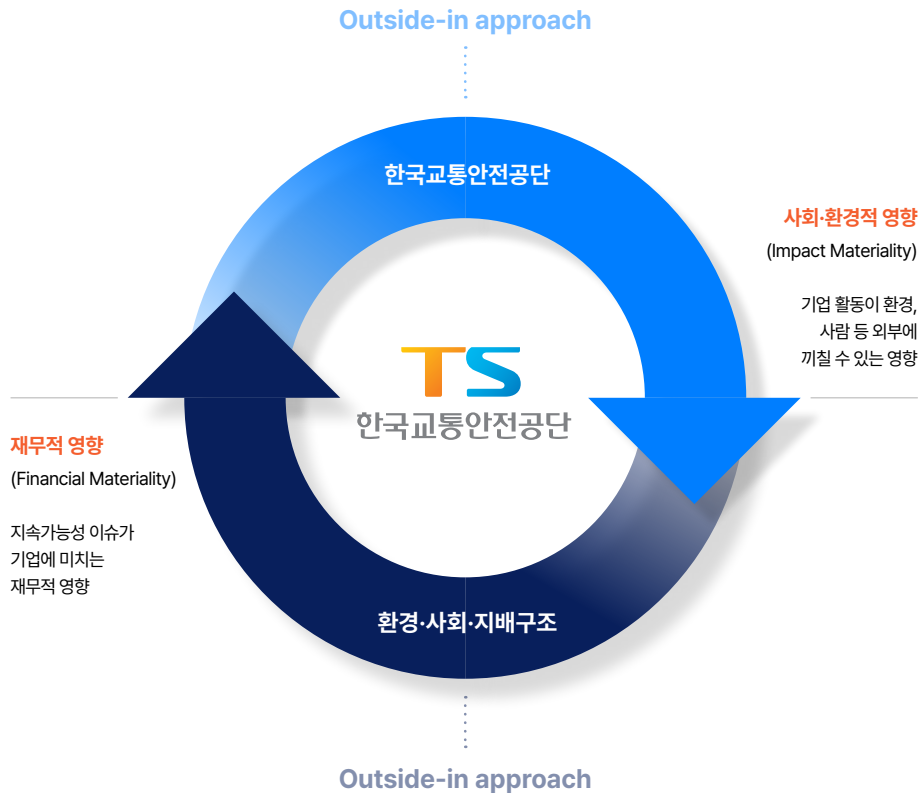 Outside-in approach
한국교통안전공단
사회·환경적 영향
(Impact Materiality)
기업 활동이 환경,
사람 등 외부에
끼칠 수 있는 영향
TS
한국교통안전공단
재무적 영향
(Financial Materiality)
지속가능성 이슈가
기업에 미치는
재무적 영향
환경·사회·지배구조
Outside-in approach